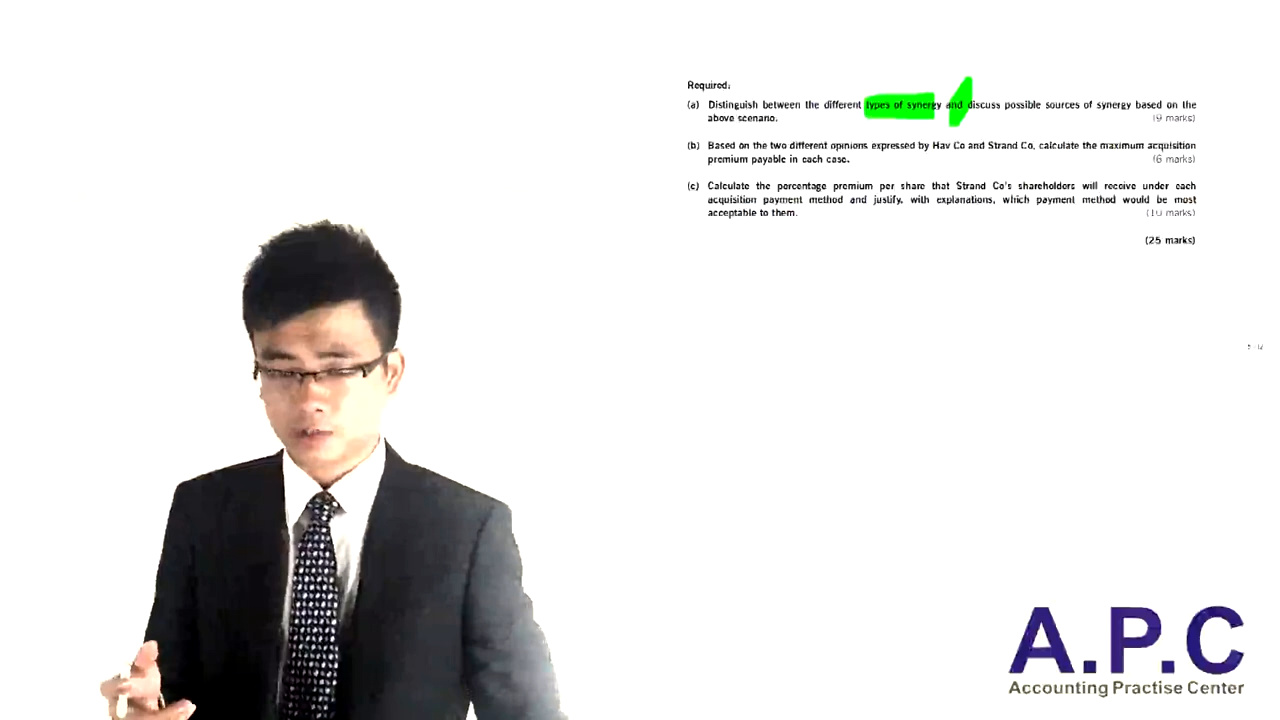 Required:
(a) Distinguish between the different types of synergy and discuss possible sources of synergy based on the
above scenario. (9 marks)
(b) Based on the two different opinions expressed by Hav Co and Strand Co, calculate the maximum acquisition
premium payable in each case. (6 marks)
(c) Calculate the percentage premium per share that Strand Co's shareholders will receive under each
acquisition payment method and justify, with explanations, which payment method would be most
acceptable to them. (10 marks)
(25 marks)
A.P.C
Accounting Practise Center